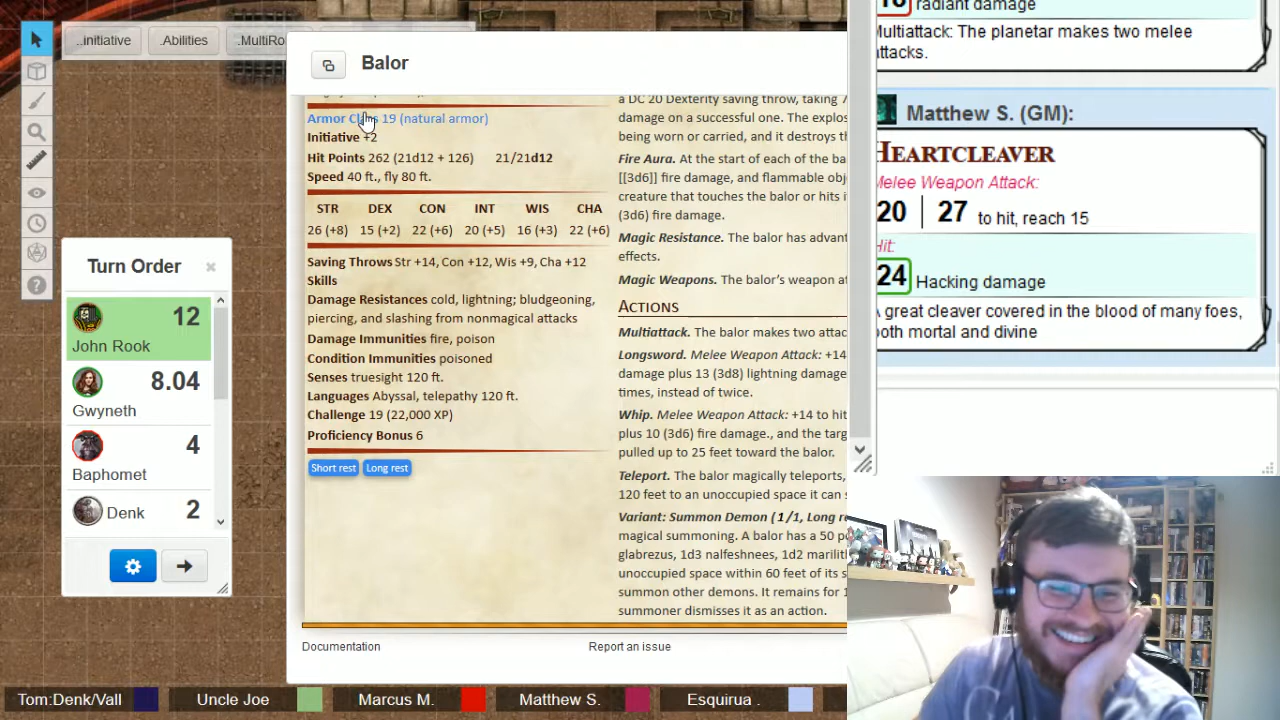 ..initiative
.Abilities
.MultiRo
Balor
Armor Class 19 (natural armor)
Initiative +2
Hit Points 262 (21d12 + 126) 21/21d12
Speed 40 ft., fly 80 ft.
STR DEX CON INT WIS CHA
26 (+8) 15 (+2) 22 (+6) 20 (+5) 16 (+3) 22 (+6)
Saving Throws Str +14, Con +12, Wis +9, Cha +12
Skills
Damage Resistances cold, lightning; bludgeoning,
piercing, and slashing from nonmagical attacks
Damage Immunities fire, poison
Condition Immunities poisoned
Senses truesight 120 ft.
Languages Abyssal, telepathy 120 ft.
Challenge 19 (22,000 XP)
Proficiency Bonus 6
Short rest Long rest
a DC 20 Dexterity saving throw, taking 7
damage on a successful one. The explos
being worn or carried, and it destroys th
Fire Aura. At the start of each of the ba
[[3d6]] fire damage, and flammable obj
creature that touches the balor or hits i
(3d6) fire damage.
Magic Resistance. The balor has advant
effects.
Magic Weapons. The balor's weapon at
ACTIONS
Multiattack. The balor makes two attac
Longsword. Melee Weapon Attack: +14
damage plus 13 (3d8) lightning damage
times, instead of twice.
Whip. Melee Weapon Attack: +14 to hit
plus 10 (3d6) fire damage., and the targ
pulled up to 25 feet toward the balor.
Teleport. The balor magically teleports,
120 feet to an unoccupied space it can s
Variant: Summon Demon (1/1, Long r
magical summoning. A balor has a 50 p
glabrezus, 1d3 nalfeshnees, 1d2 marilit
unoccupied space within 60 feet of its s
summon other demons. It remains for 1
summoner dismisses it as an action.
Documentation
Report an issue
Turn Order
John Rook 12
Gwyneth 8.04
Baphomet 4
Denk 2
radiant damage
Multiattack: The planetar makes two melee
attacks.
Matthew S. (GM):
HEARTCLEAVER
Melee Weapon Attack:
20 | 27 to hit, reach 15
Hit:
24 Hacking damage
A great cleaver covered in the blood of many foes,
both mortal and divine
Tom:Denk/Vall
Uncle Joe
Marcus M.
Matthew S.
Esquirua .